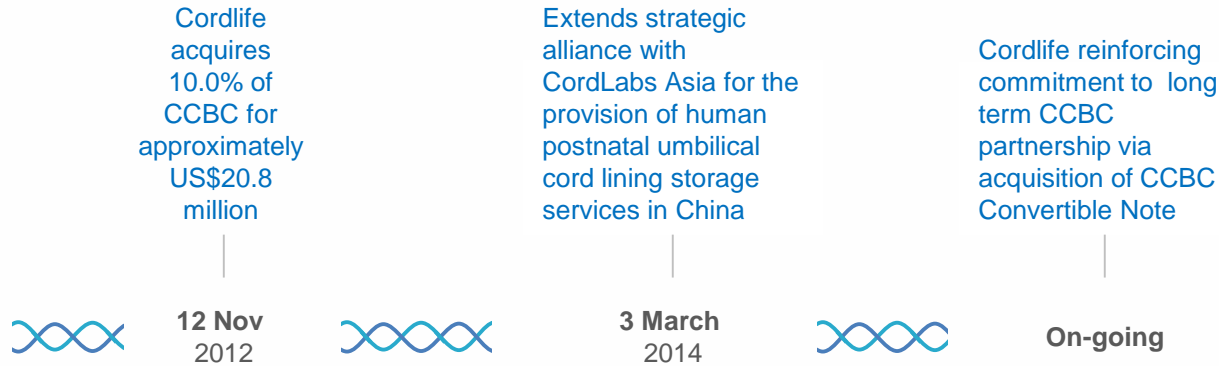 Cordlife
acquires
10.0% of
CCBC for
approximately
US$20.8
million
12 Nov
2012
Extends strategic
alliance with
CordLabs Asia for the
provision of human
postnatal umbilical
cord lining storage
services in China
3 March
2014
Cordlife reinforcing
commitment to long
term CCBC
partnership via
acquisition of CCBC
Convertible Note
On-going